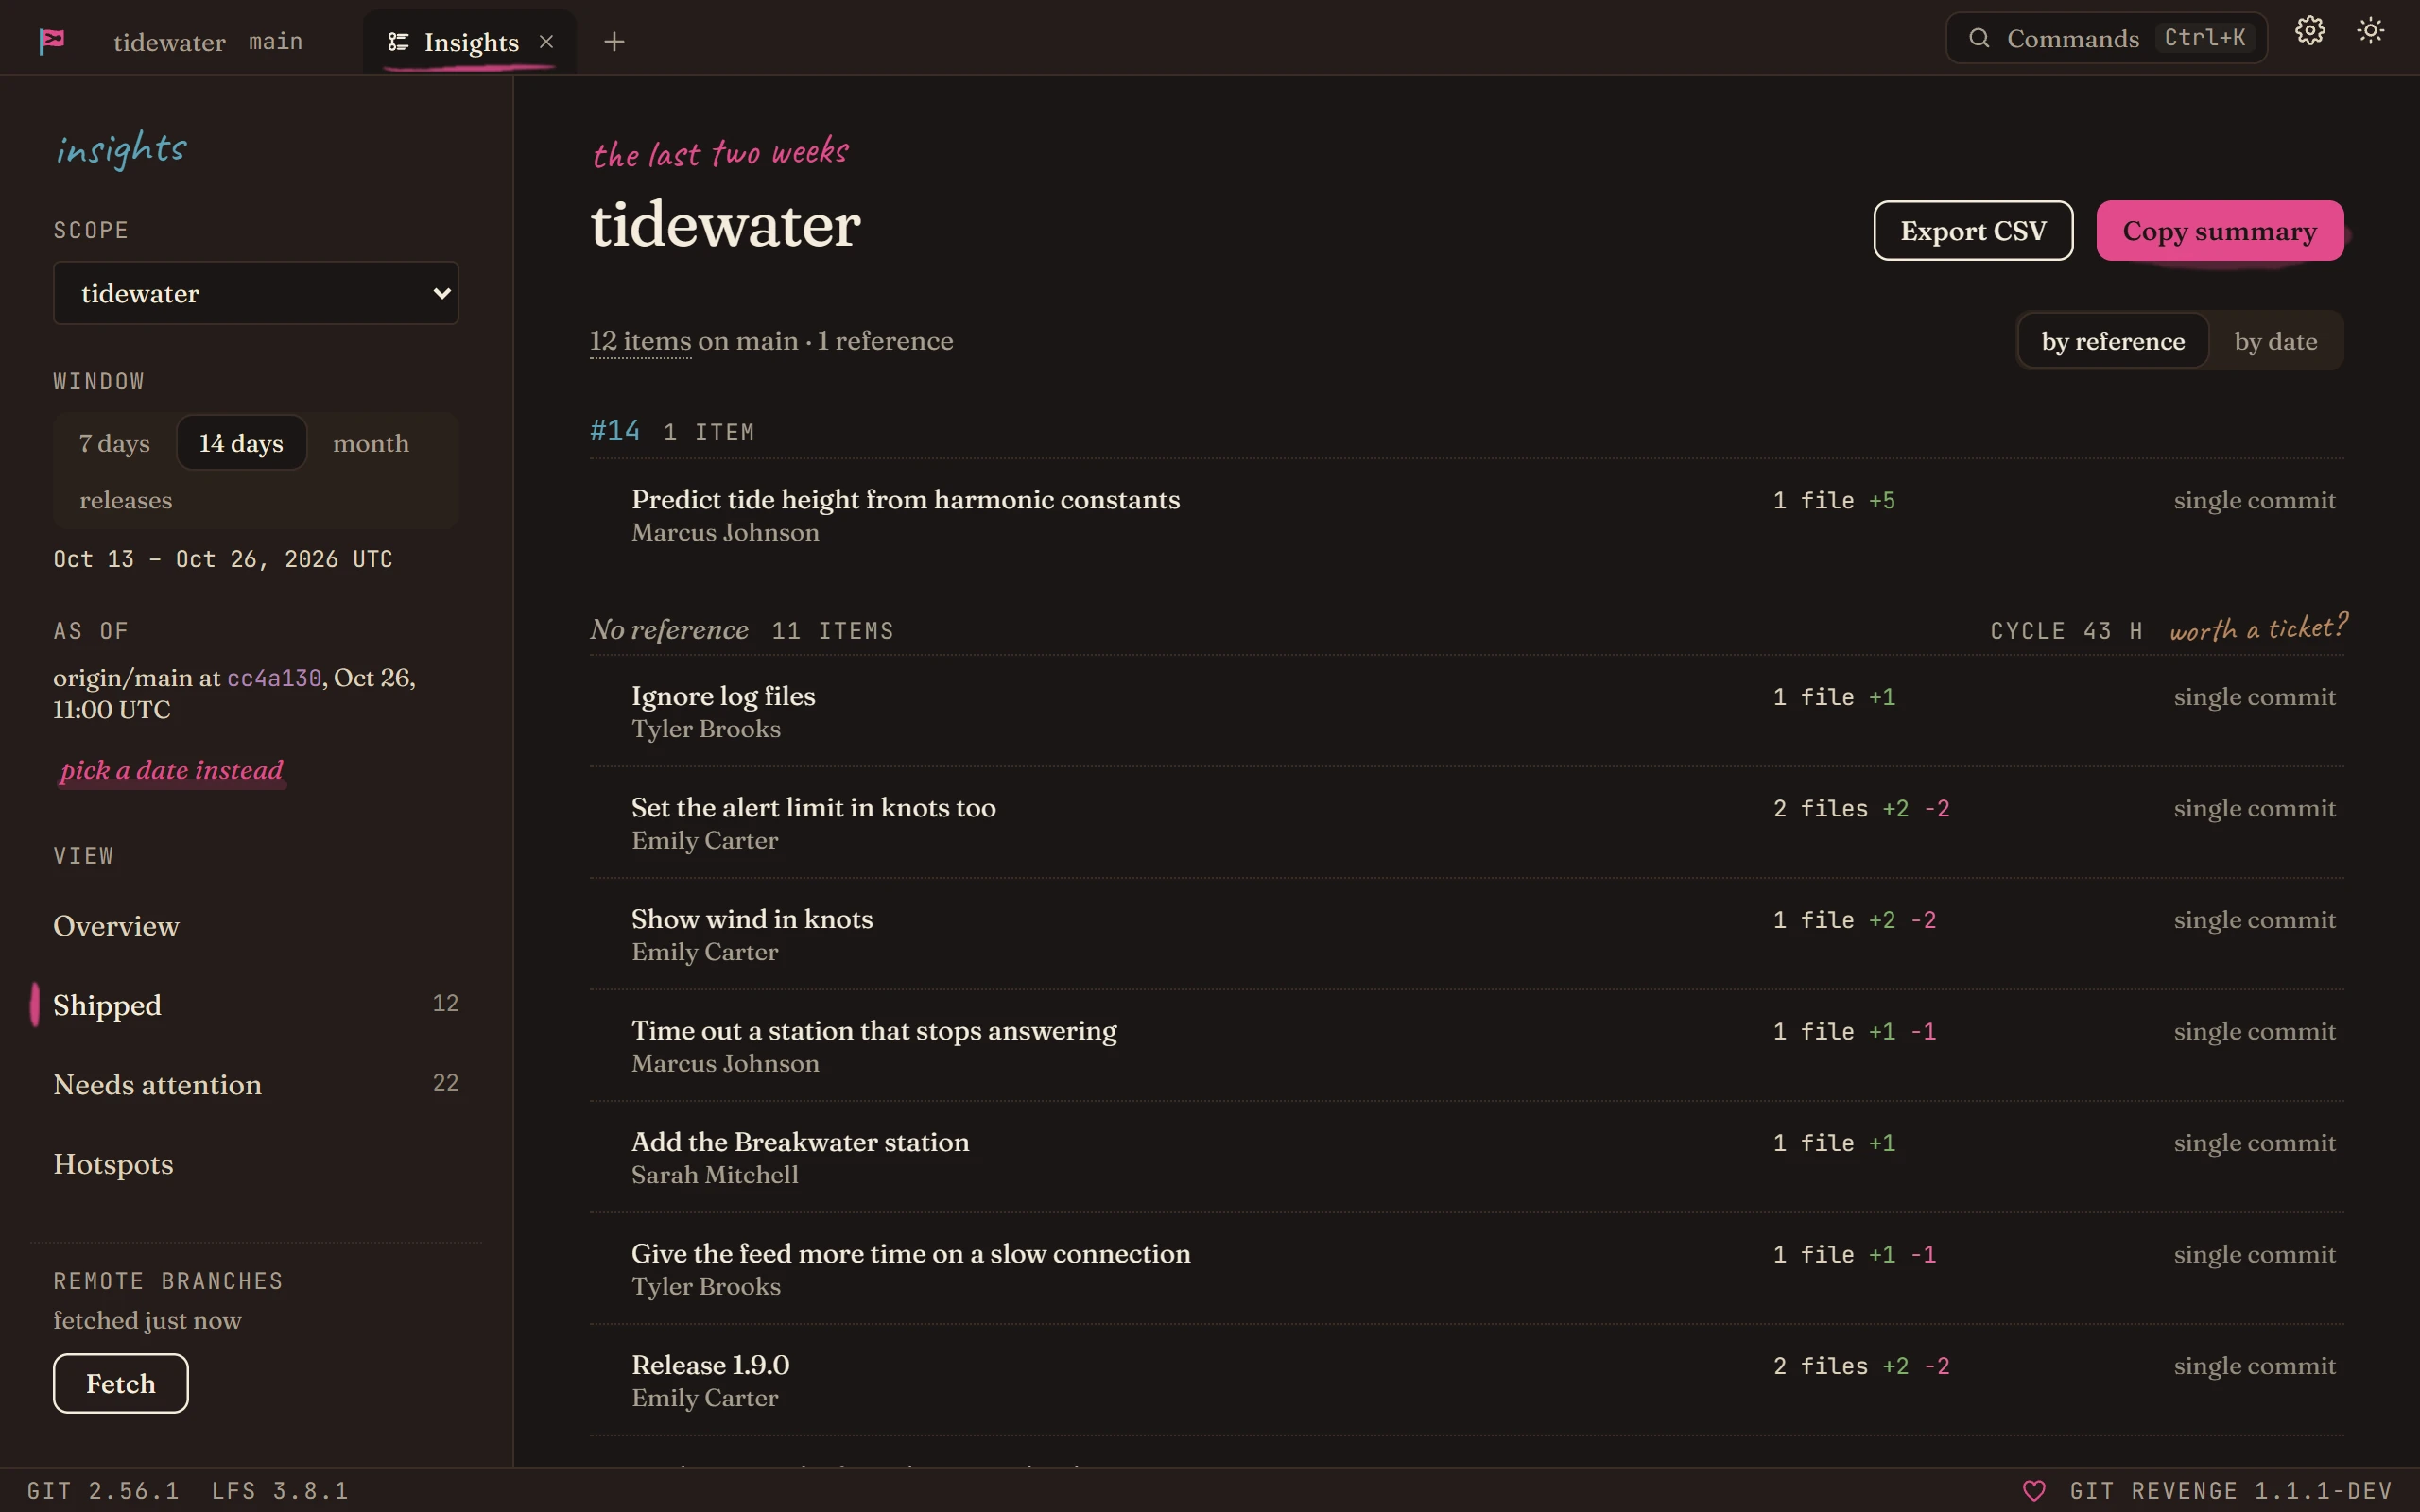 tidewater main
Insights
Commands Ctrl+K
insights
SCOPE
tidewater
WINDOW
7 days 14 days month
releases
Oct 13 – Oct 26, 2026 UTC
AS OF
origin/main at cc4a130, Oct 26,
11:00 UTC
pick a date instead
VIEW
Overview
Shipped 12
Needs attention 22
Hotspots
REMOTE BRANCHES
fetched just now
Fetch
the last two weeks
tidewater
Export CSV Copy summary
12 items on main · 1 reference
by reference by date
#14 1 ITEM
Predict tide height from harmonic constants 1 file +5 single commit
Marcus Johnson
No reference 11 ITEMS CYCLE 43 H worth a ticket?
Ignore log files 1 file +1 single commit
Tyler Brooks
Set the alert limit in knots too 2 files +2 -2 single commit
Emily Carter
Show wind in knots 1 file +2 -2 single commit
Emily Carter
Time out a station that stops answering 1 file +1 -1 single commit
Marcus Johnson
Add the Breakwater station 1 file +1 single commit
Sarah Mitchell
Give the feed more time on a slow connection 1 file +1 -1 single commit
Tyler Brooks
Release 1.9.0 2 files +2 -2 single commit
Emily Carter
GIT 2.56.1 LFS 3.8.1
GIT REVENGE 1.1.1-DEV